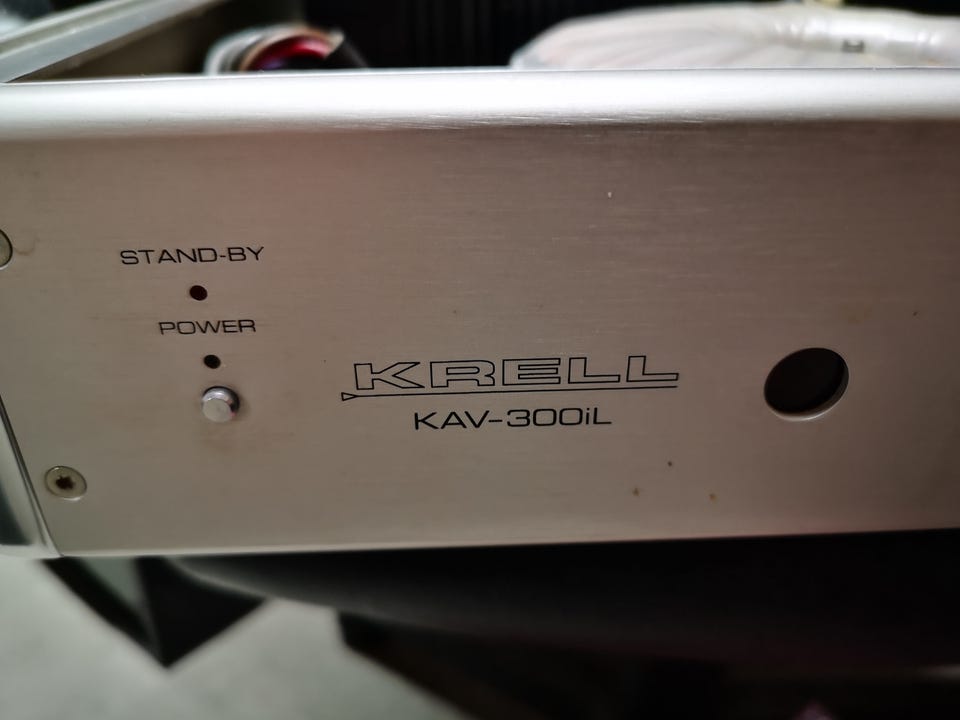 STAND-BY
POWER
KRELL
KAV-300iL